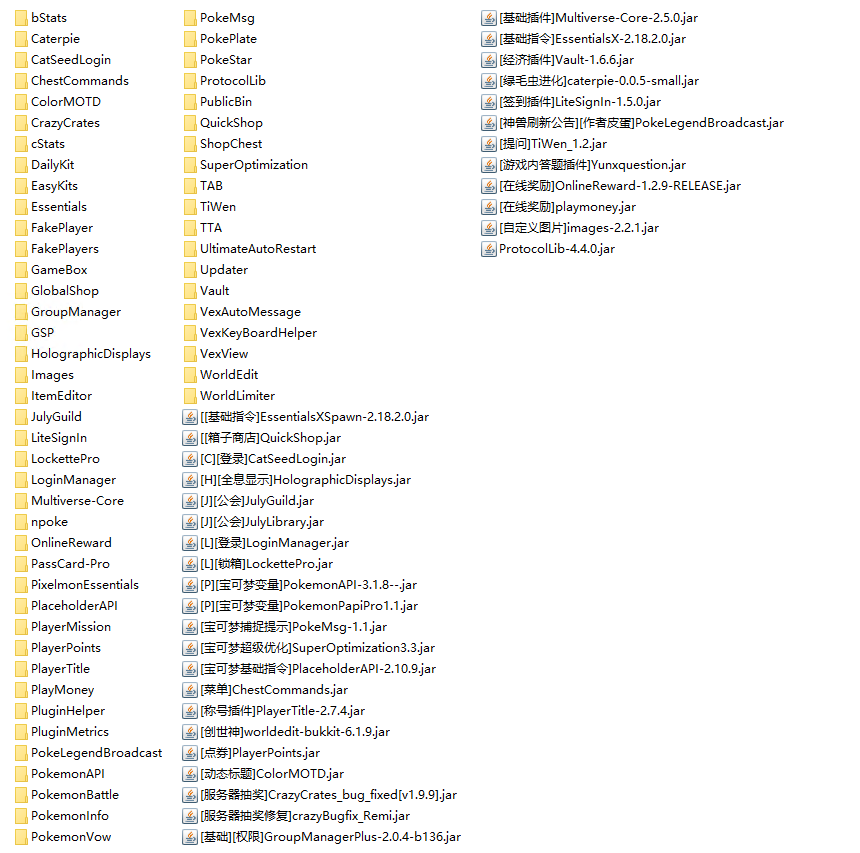 bStats
Caterpie
CatSeedLogin
ChestCommands
ColorMOTD
CrazyCrates
cStats
DailyKit
EasyKits
Essentials
FakePlayer
FakePlayers
GameBox
GlobalShop
GroupManager
GSP
HolographicDisplays
Images
ItemEditor
JulyGuild
LiteSignIn
LockettePro
LoginManager
Multiverse-Core
npoke
OnlineReward
PassCard-Pro
PixelmonEssentials
PlaceholderAPI
PlayerMission
PlayerPoints
PlayerTitle
PlayMoney
PluginHelper
PluginMetrics
PokeLegendBroadcast
PokemonAPI
PokemonBattle
PokemonInfo
PokemonVow
PokeMsg
PokePlate
PokeStar
ProtocolLib
PublicBin
QuickShop
ShopChest
SuperOptimization
TAB
TiWen
TTA
UltimateAutoRestart
Updater
Vault
VexAutoMessage
VexKeyBoardHelper
VexView
WorldEdit
WorldLimiter
[[基础指令]EssentialsXSpawn-2.18.2.0.jar
[[箱子商店]QuickShop.jar
[C][登录]CatSeedLogin.jar
[H][全息显示]HolographicDisplays.jar
[J][公会]JulyGuild.jar
[J][公会]JulyLibrary.jar
[L][登录]LoginManager.jar
[L][锁箱]LockettePro.jar
[P][宝可梦变量]PokemonAPI-3.1.8--.jar
[P][宝可梦变量]PokemonPapiPro1.1.jar
[宝可梦捕捉提示]PokeMsg-1.1.jar
[宝可梦超级优化]SuperOptimization3.3.jar
[宝可梦基础指令]PlaceholderAPI-2.10.9.jar
[菜单]ChestCommands.jar
[称号插件]PlayerTitle-2.7.4.jar
[创世神]worldedit-bukkit-6.1.9.jar
[点券]PlayerPoints.jar
[动态标题]ColorMOTD.jar
[服务器抽奖]CrazyCrates_bug_fixed[v1.9.9].jar
[服务器抽奖修复]crazyBugfix_Remi.jar
[基础][权限]GroupManagerPlus-2.0.4-b136.jar
[基础插件]Multiverse-Core-2.5.0.jar
[基础指令]EssentialsX-2.18.2.0.jar
[经济插件]Vault-1.6.6.jar
[绿毛虫进化]caterpie-0.0.5-small.jar
[签到插件]LiteSignIn-1.5.0.jar
[神兽刷新公告][作者皮蛋]PokeLegendBroadcast.jar
[提问]TiWen_1.2.jar
[游戏内答题插件]Yunxquestion.jar
[在线奖励]OnlineReward-1.2.9-RELEASE.jar
[在线奖励]playmoney.jar
[自定义图片]images-2.2.1.jar
ProtocolLib-4.4.0.jar